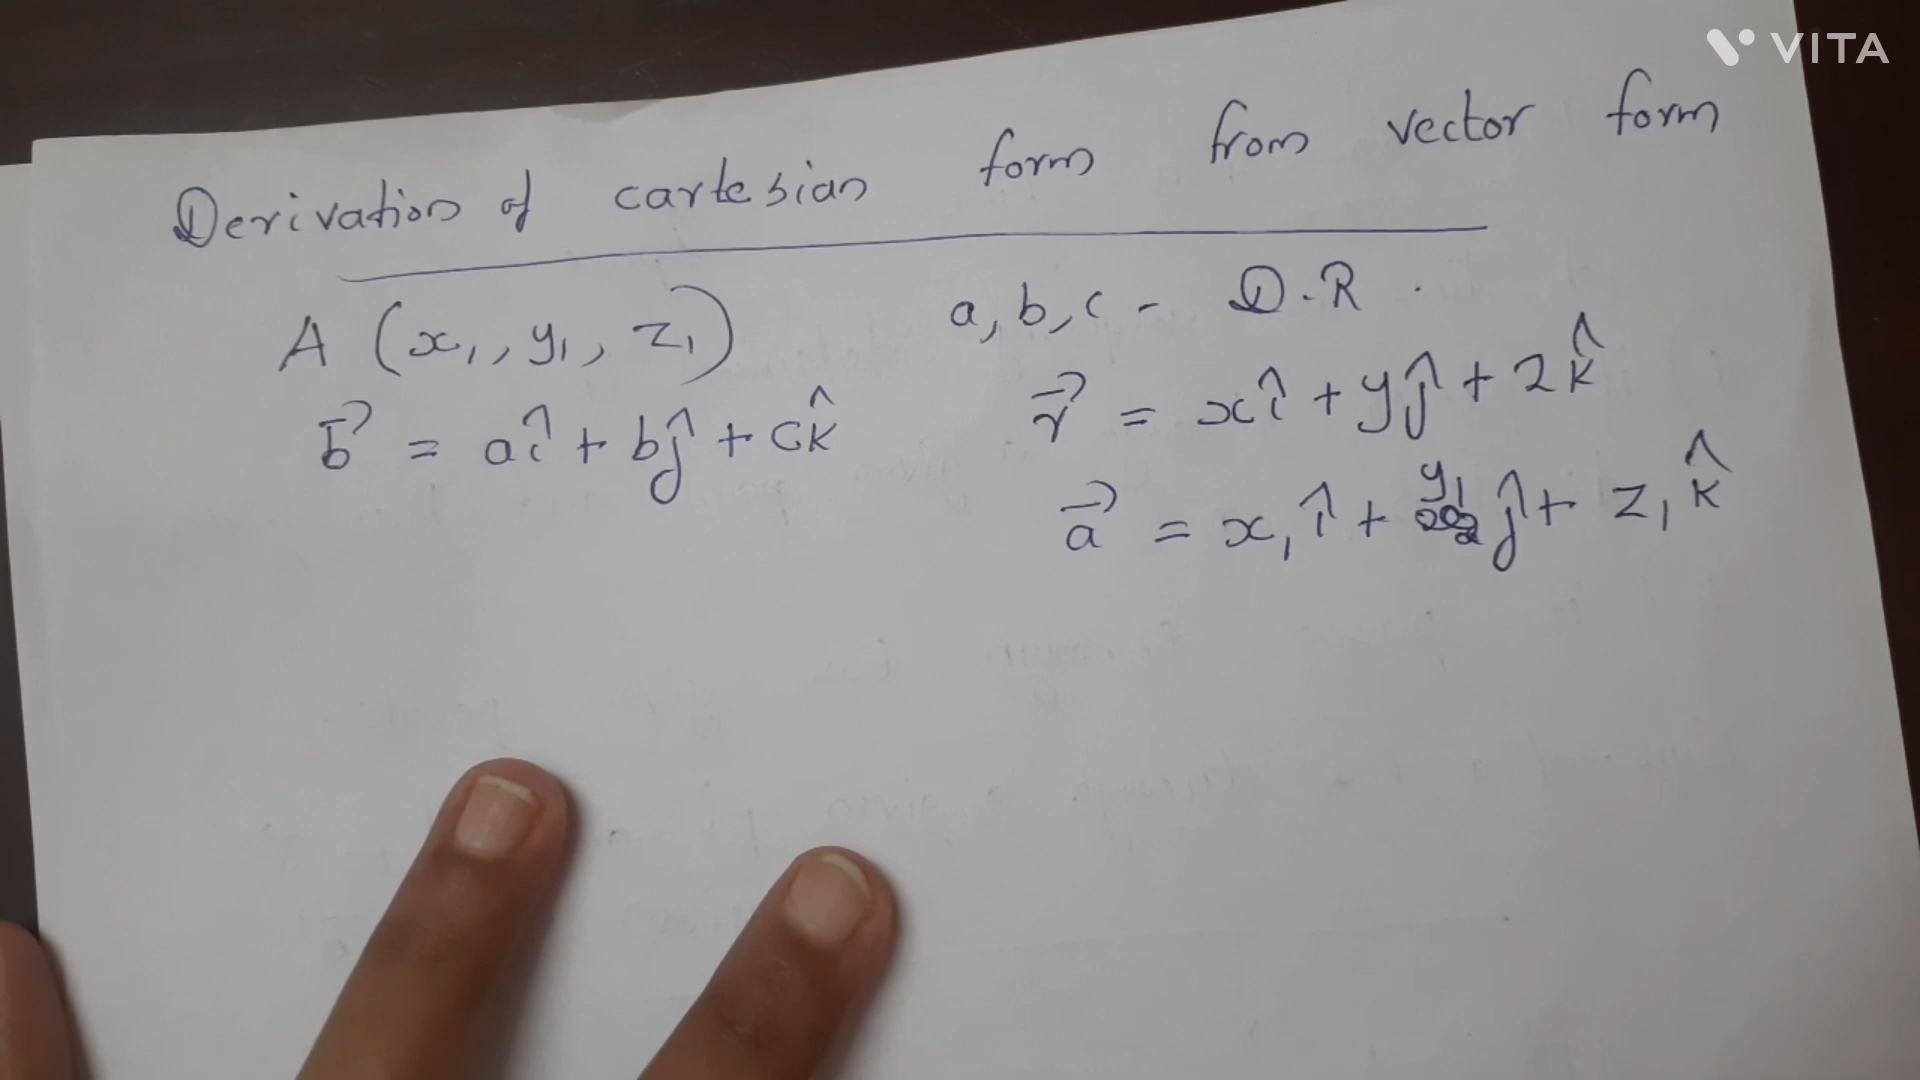 VITA
Derivation of cartesian form from vector form
A (x₁, y₁, z₁) a, b, c - D.R.
b⃗ = aî + bĵ + ck̂ r⃗ = xî + yĵ + zk̂
a⃗ = x₁î + y₁ĵ + z₁k̂